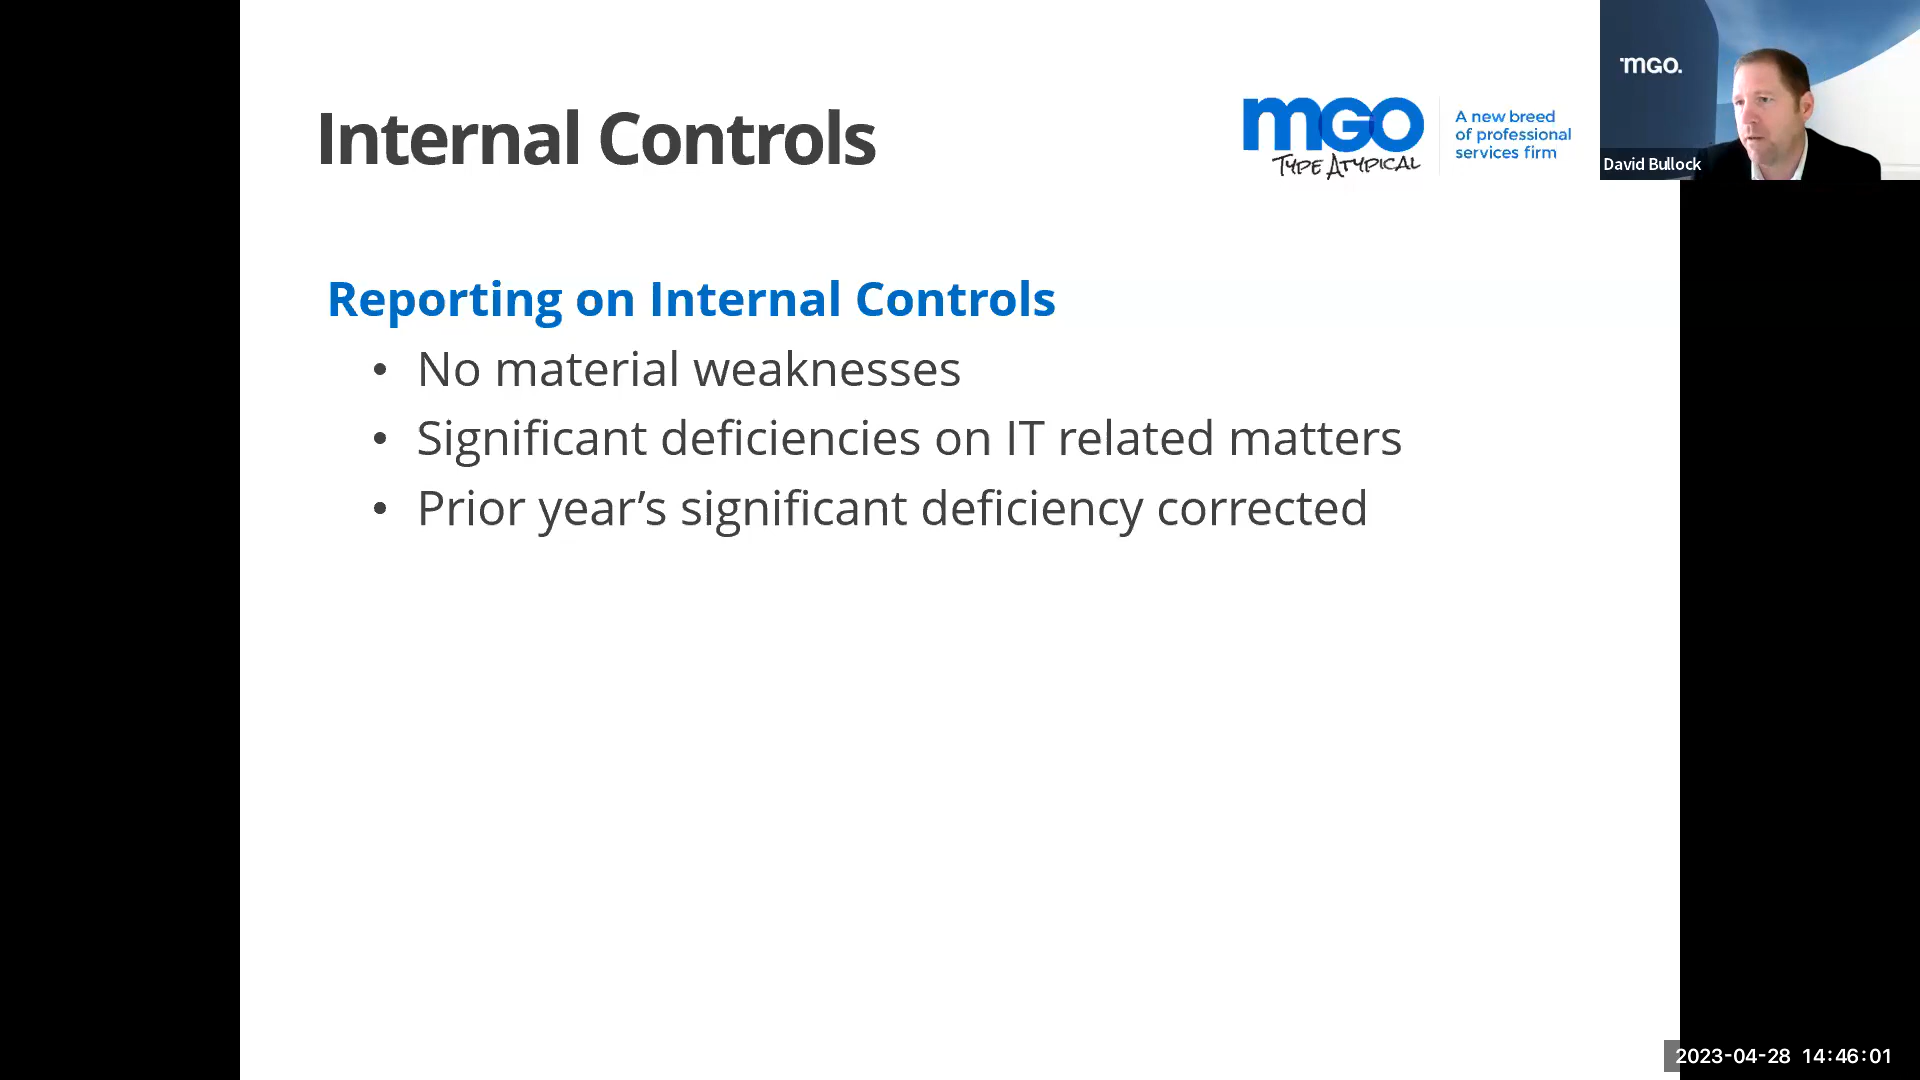 Internal Controls
mGO
TYPE ATYPICAL
A new breed
of professional
services firm
mGO.
David Bullock
Reporting on Internal Controls
• No material weaknesses
• Significant deficiencies on IT related matters
• Prior year’s significant deficiency corrected
2023-04-28 14:46:01